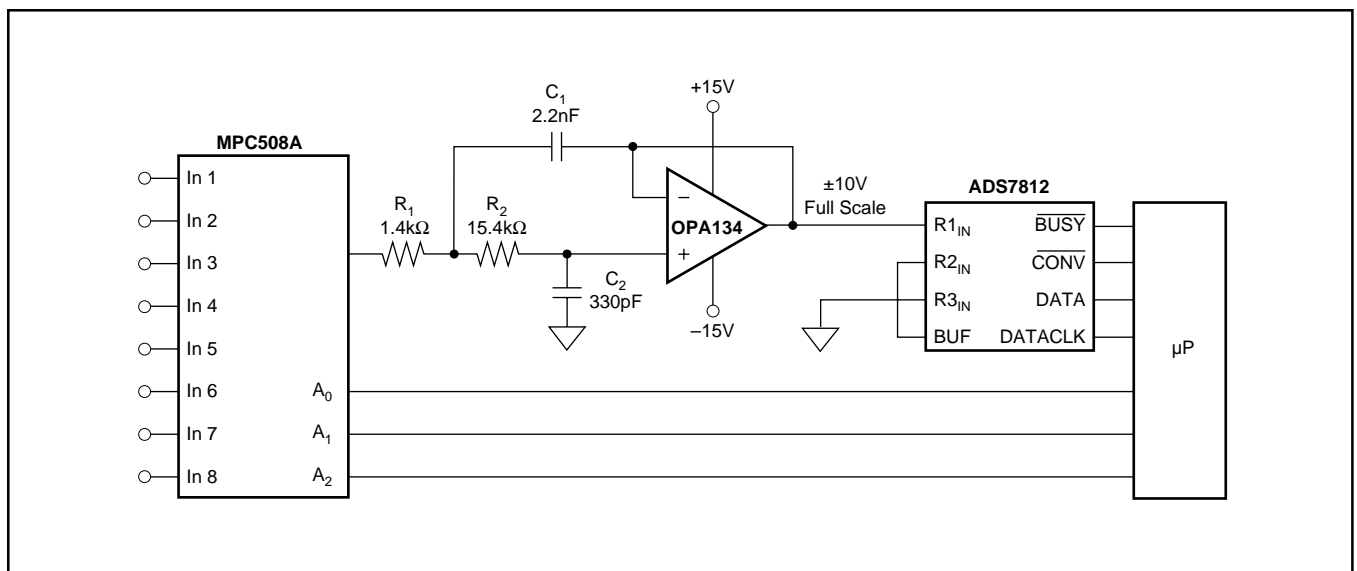 MPC508A
In 1
In 2
In 3
In 4
In 5
In 6
In 7
In 8
A₀
A₁
A₂
R₁
1.4kΩ
R₂
15.4kΩ
C₁
2.2nF
C₂
330pF
+15V
–
OPA134
+
–15V
±10V
Full Scale
ADS7812
R1IN
R2IN
R3IN
BUF
BUSY
CONV
DATA
DATACLK
µP